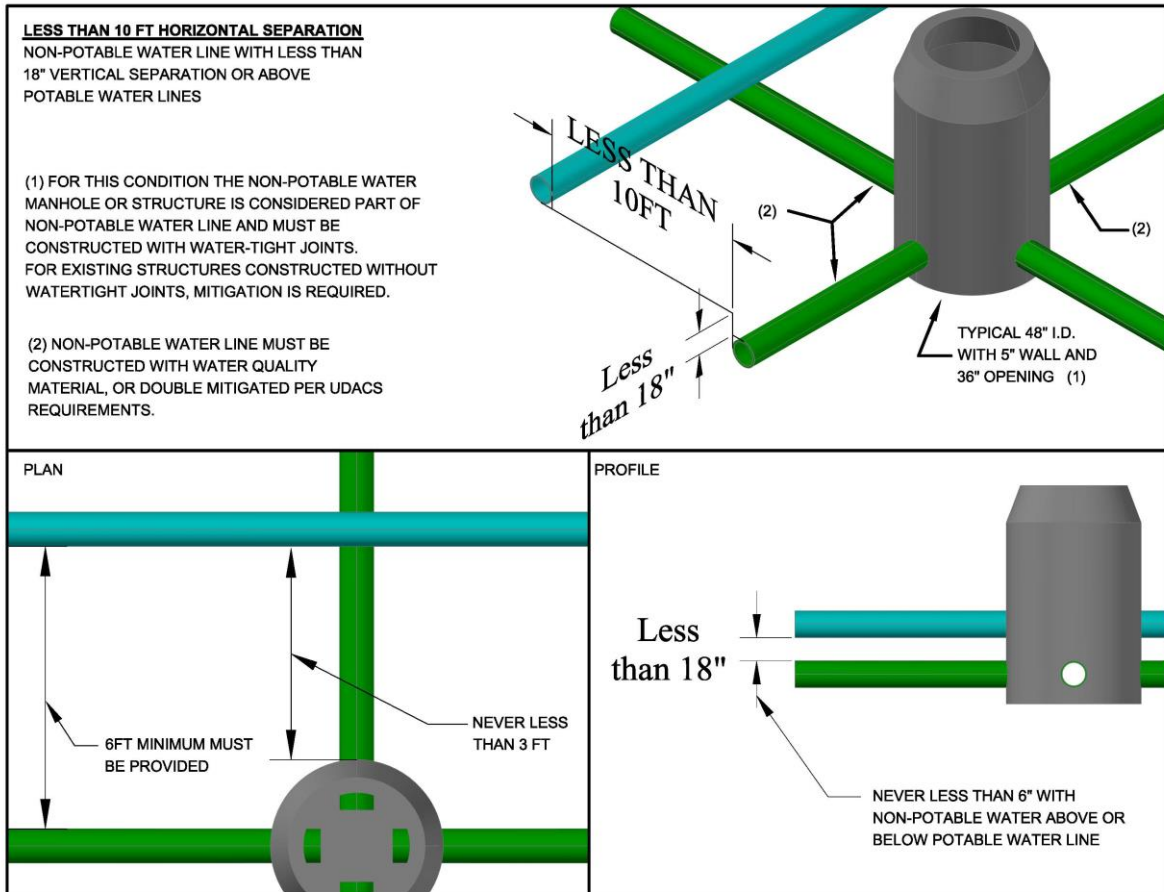 LESS THAN 10 FT HORIZONTAL SEPARATION
NON-POTABLE WATER LINE WITH LESS THAN
18" VERTICAL SEPARATION OR ABOVE
POTABLE WATER LINES
(1) FOR THIS CONDITION THE NON-POTABLE WATER
MANHOLE OR STRUCTURE IS CONSIDERED PART OF
NON-POTABLE WATER LINE AND MUST BE
CONSTRUCTED WITH WATER-TIGHT JOINTS.
FOR EXISTING STRUCTURES CONSTRUCTED WITHOUT
WATERTIGHT JOINTS, MITIGATION IS REQUIRED.
(2) NON-POTABLE WATER LINE MUST BE
CONSTRUCTED WITH WATER QUALITY
MATERIAL, OR DOUBLE MITIGATED PER UDACS
REQUIREMENTS.
LESS THAN
10FT
(2)
(2)
Less
than 18"
TYPICAL 48" I.D.
WITH 5" WALL AND
36" OPENING (1)
PLAN
6FT MINIMUM MUST
BE PROVIDED
NEVER LESS
THAN 3 FT
PROFILE
Less
than 18"
NEVER LESS THAN 6" WITH
NON-POTABLE WATER ABOVE OR
BELOW POTABLE WATER LINE